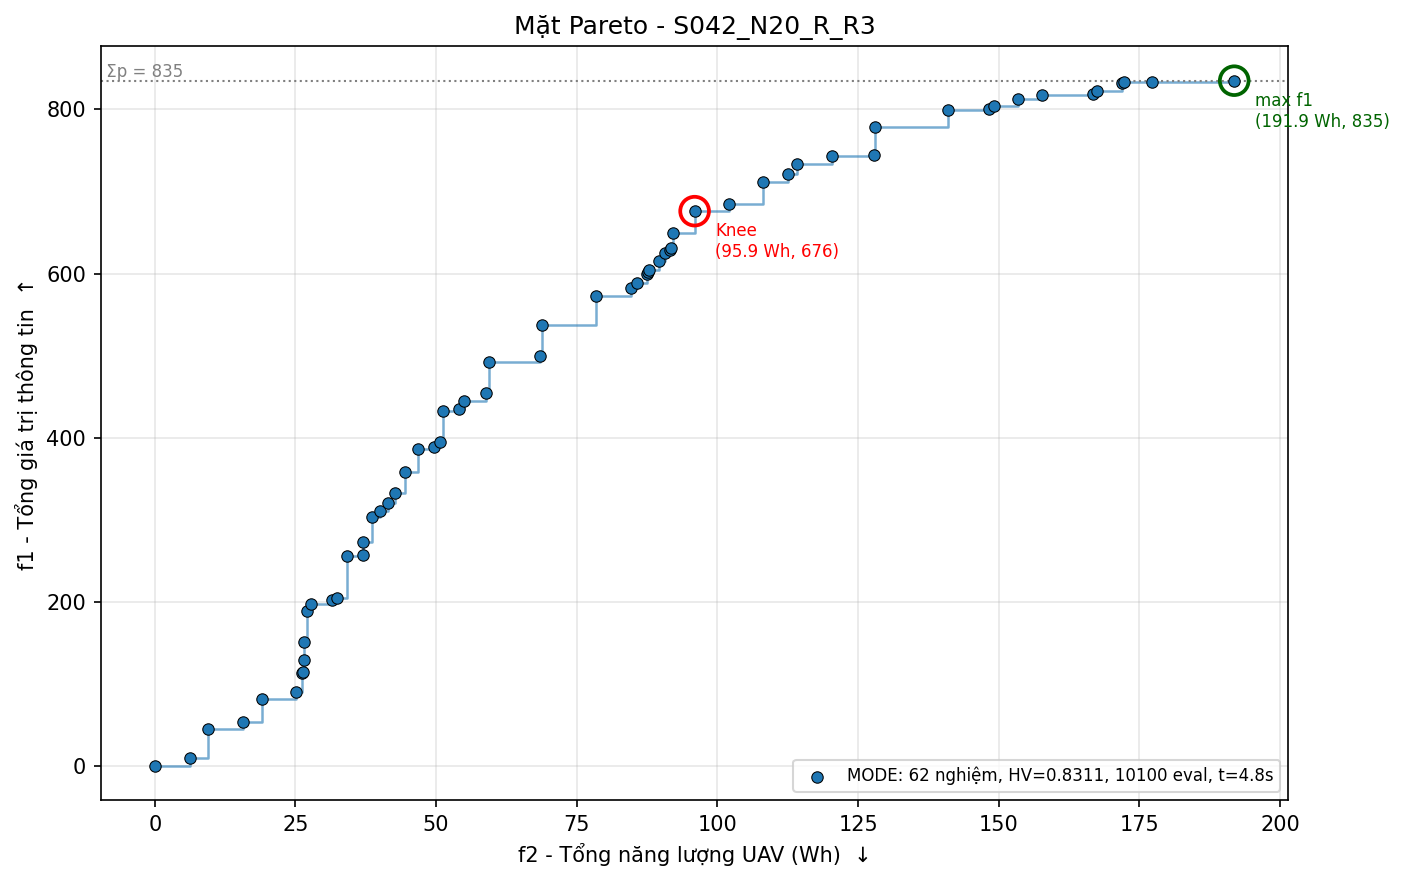 Mặt Pareto - S042_N20_R_R3
Σp = 835
max f1
(191.9 Wh, 835)
Knee
(95.9 Wh, 676)
800
600
400
200
0
f1 - Tổng giá trị thông tin ↑
MODE: 62 nghiệm, HV=0.8311, 10100 eval, t=4.8s
0 25 50 75 100 125 150 175 200
f2 - Tổng năng lượng UAV (Wh) ↓